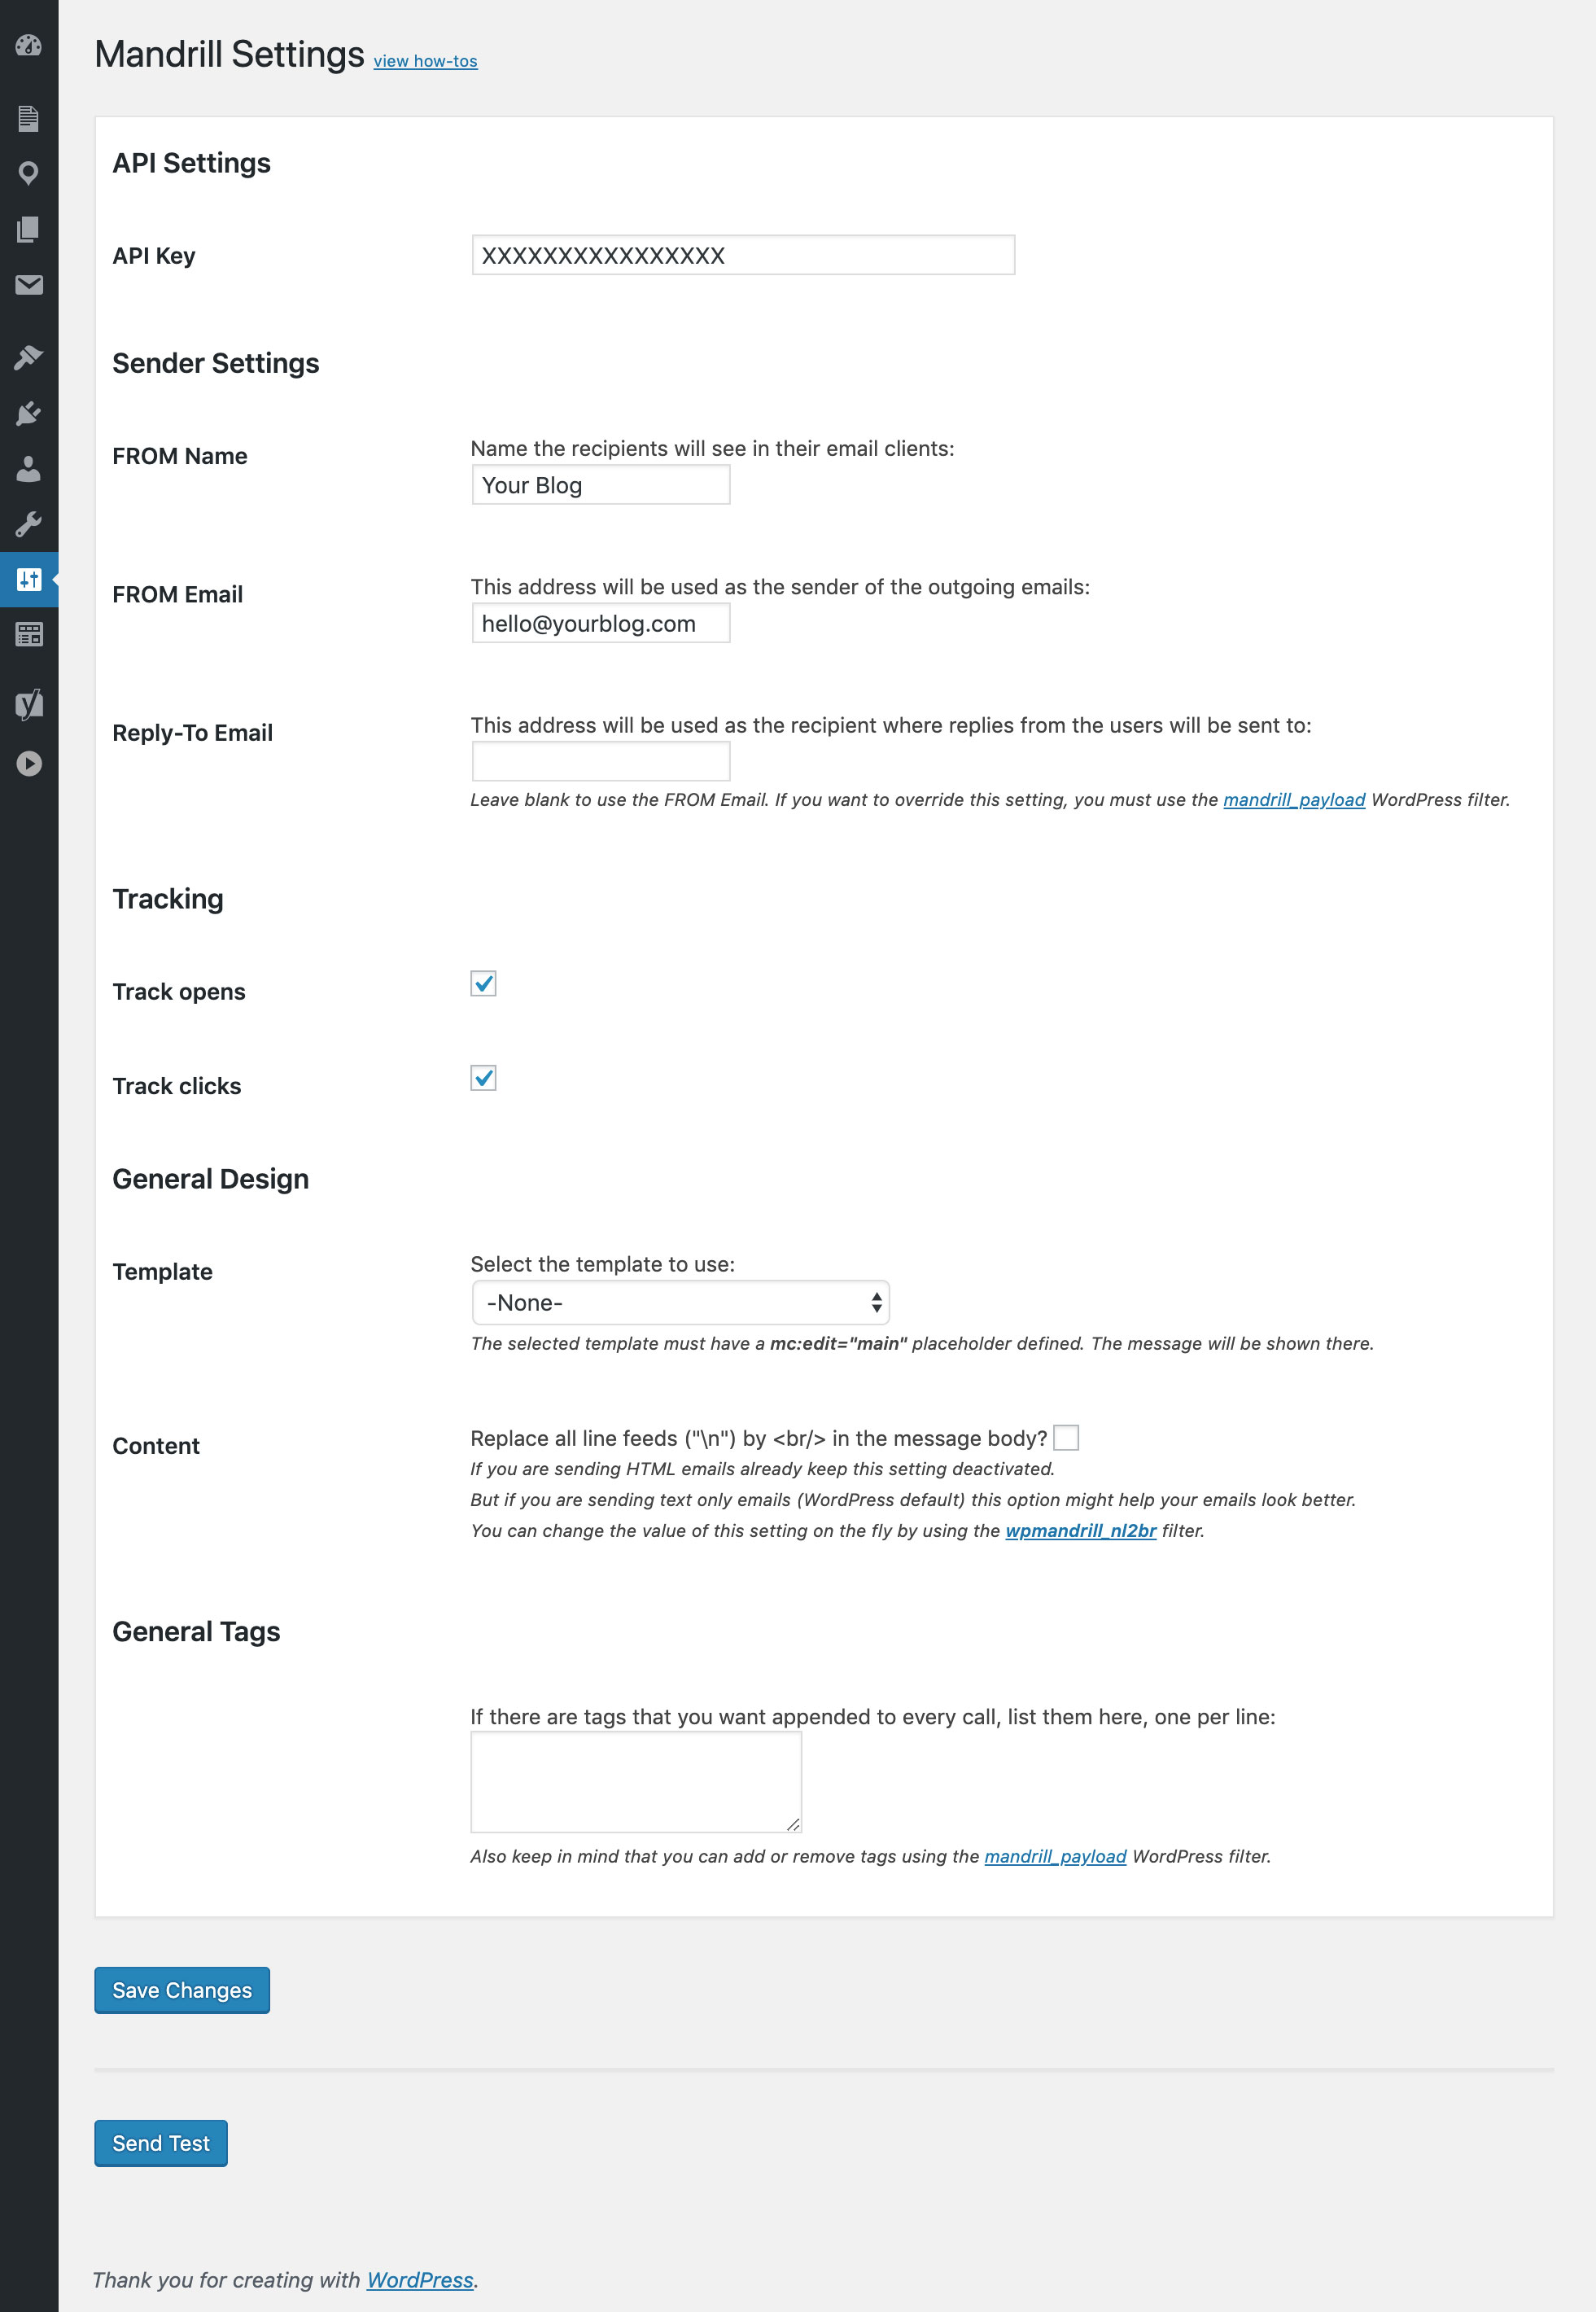 Mandrill Settings view how-tos
API Settings
API Key XXXXXXXXXXXXXXXX
Sender Settings
FROM Name
Name the recipients will see in their email clients:
Your Blog
FROM Email
This address will be used as the sender of the outgoing emails:
hello@yourblog.com
Reply-To Email
This address will be used as the recipient where replies from the users will be sent to:
Leave blank to use the FROM Email. If you want to override this setting, you must use the mandrill_payload WordPress filter.
Tracking
Track opens
Track clicks
General Design
Template
Select the template to use:
-None-
The selected template must have a mc:edit="main" placeholder defined. The message will be shown there.
Content
Replace all line feeds ("\n") by <br/> in the message body?
If you are sending HTML emails already keep this setting deactivated.
But if you are sending text only emails (WordPress default) this option might help your emails look better.
You can change the value of this setting on the fly by using the wpmandrill_nl2br filter.
General Tags
If there are tags that you want appended to every call, list them here, one per line:
Also keep in mind that you can add or remove tags using the mandrill_payload WordPress filter.
Save Changes
Send Test
Thank you for creating with WordPress.